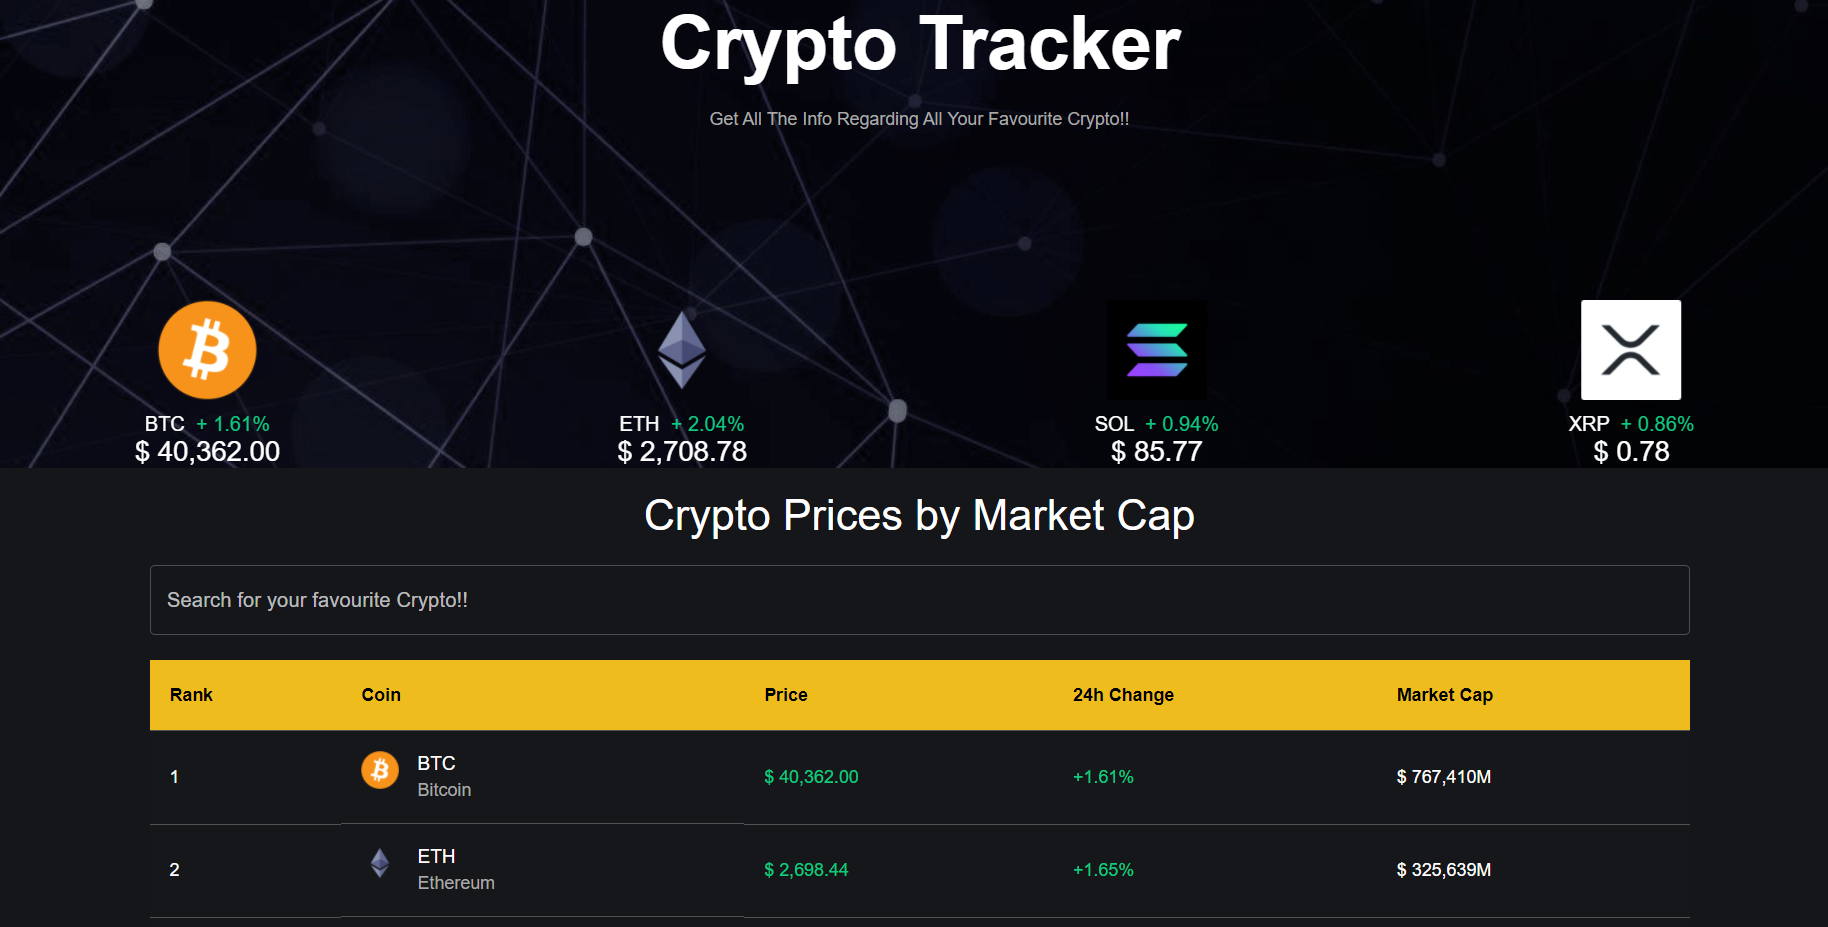 Crypto Tracker
Get All The Info Regarding All Your Favourite Crypto!!
BTC + 1.61%
$ 40,362.00
ETH + 2.04%
$ 2,708.78
SOL + 0.94%
$ 85.77
XRP + 0.86%
$ 0.78
Crypto Prices by Market Cap
Search for your favourite Crypto!!
Rank Coin Price 24h Change Market Cap
1 BTC Bitcoin $ 40,362.00 +1.61% $ 767,410M
2 ETH Ethereum $ 2,698.44 +1.65% $ 325,639M